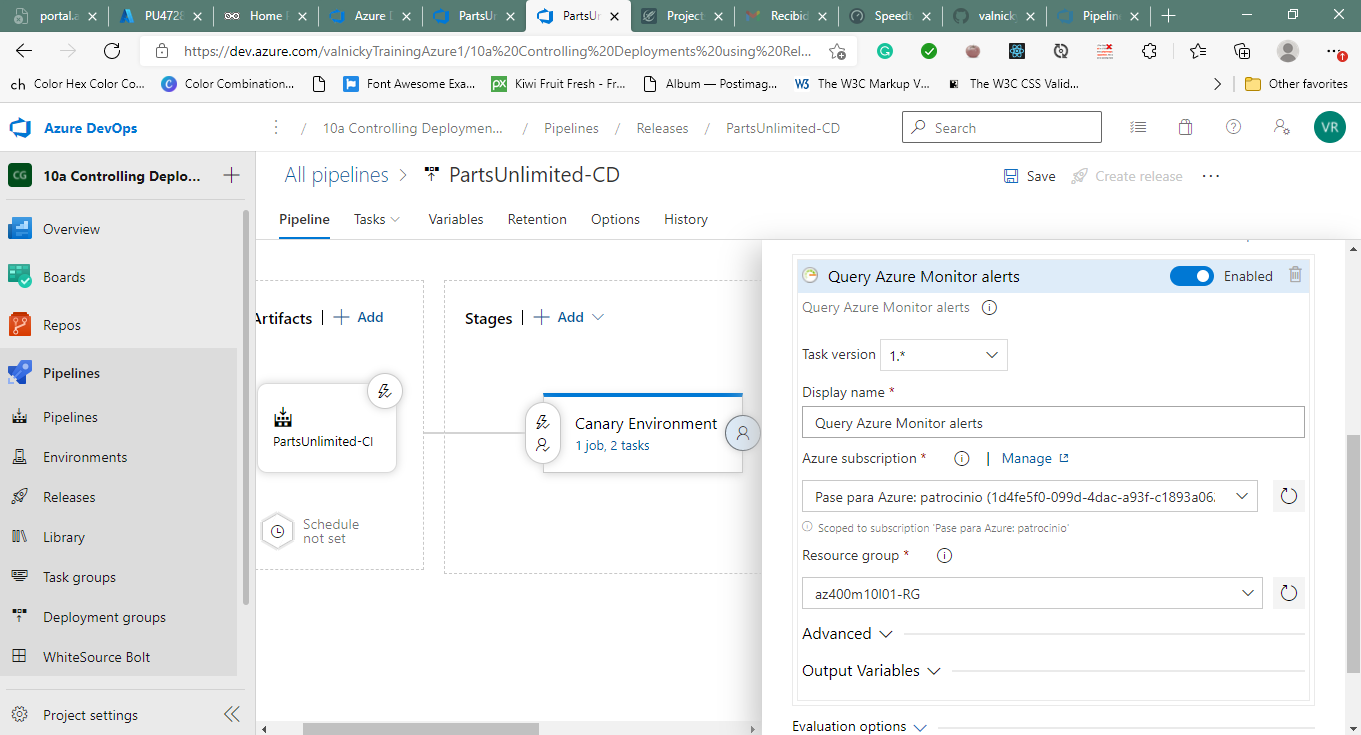 portal.a
PU4728
Home
Azure D
PartsUr
PartsUr
Project
Recibid
Speedt
valnick
Pipelin
https://dev.azure.com/valnickyTrainingAzure1/10a%20Controlling%20Deployments%20using%20Rel...
ch Color Hex Color Co...
Color Combination...
Font Awesome Exa...
Kiwi Fruit Fresh - Fr...
Album — Postimag...
W3 The W3C Markup V...
The W3C CSS Valid...
Other favorites
Azure DevOps
/ 10a Controlling Deploymen... / Pipelines / Releases / PartsUnlimited-CD
Search
VR
CG 10a Controlling Deplo...
All pipelines > PartsUnlimited-CD
Save
Create release
Overview
Boards
Repos
Pipelines
Pipelines
Environments
Releases
Library
Task groups
Deployment groups
WhiteSource Bolt
Project settings
Pipeline
Tasks
Variables
Retention
Options
History
Artifacts | + Add
PartsUnlimited-CI
Schedule
not set
Stages | + Add
Canary Environment
1 job, 2 tasks
Query Azure Monitor alerts
Enabled
Query Azure Monitor alerts
Task version 1.*
Display name *
Query Azure Monitor alerts
Azure subscription * | Manage
Pase para Azure: patrocinio (1d4fe5f0-099d-4dac-a93f-c1893a06.
Scoped to subscription 'Pase para Azure: patrocinio'
Resource group *
az400m10l01-RG
Advanced
Output Variables
Evaluation options